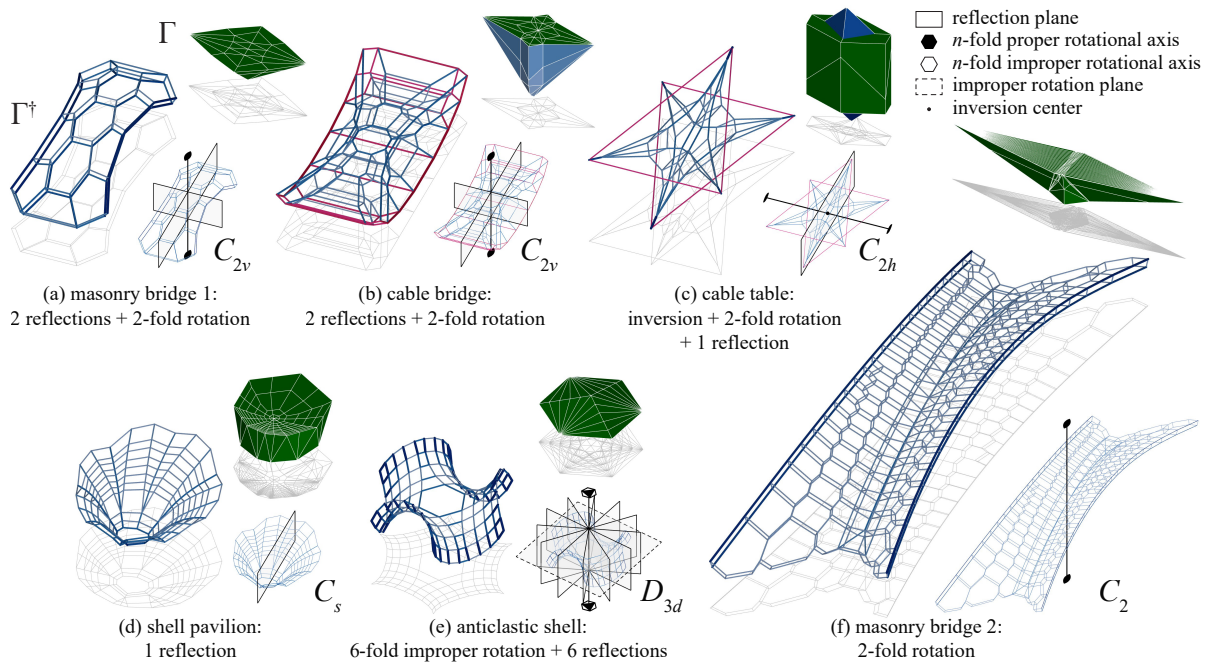 Γ
Γ†
C2v
(a) masonry bridge 1:
2 reflections + 2-fold rotation
C2v
(b) cable bridge:
2 reflections + 2-fold rotation
C2h
(c) cable table:
inversion + 2-fold rotation
+ 1 reflection
reflection plane
n-fold proper rotational axis
n-fold improper rotational axis
improper rotation plane
inversion center
Cs
(d) shell pavilion:
1 reflection
D3d
(e) anticlastic shell:
6-fold improper rotation + 6 reflections
C2
(f) masonry bridge 2:
2-fold rotation